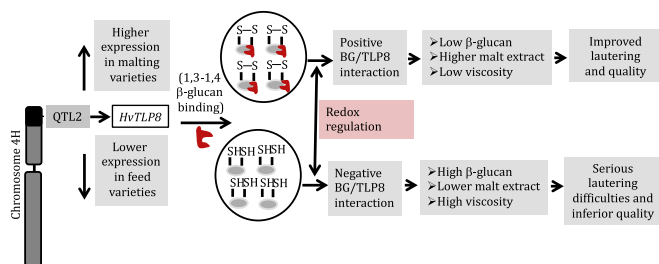 Chromosome 4H
QTL2
HvTLP8
Higher
expression
in malting
varieties
Lower
expression
in feed
varieties
(1,3-1,4
β-glucan
binding)
S—S S—S
S—S S—S
SHSH SHSH
SHSH SHSH
Redox
regulation
Positive
BG/TLP8
interaction
➢Low β-glucan
➢Higher malt extract
➢Low viscosity
Improved
lautering
and quality
Negative
BG/TLP8
interaction
➢High β-glucan
➢Lower malt extract
➢High viscosity
Serious
lautering
difficulties and
inferior quality